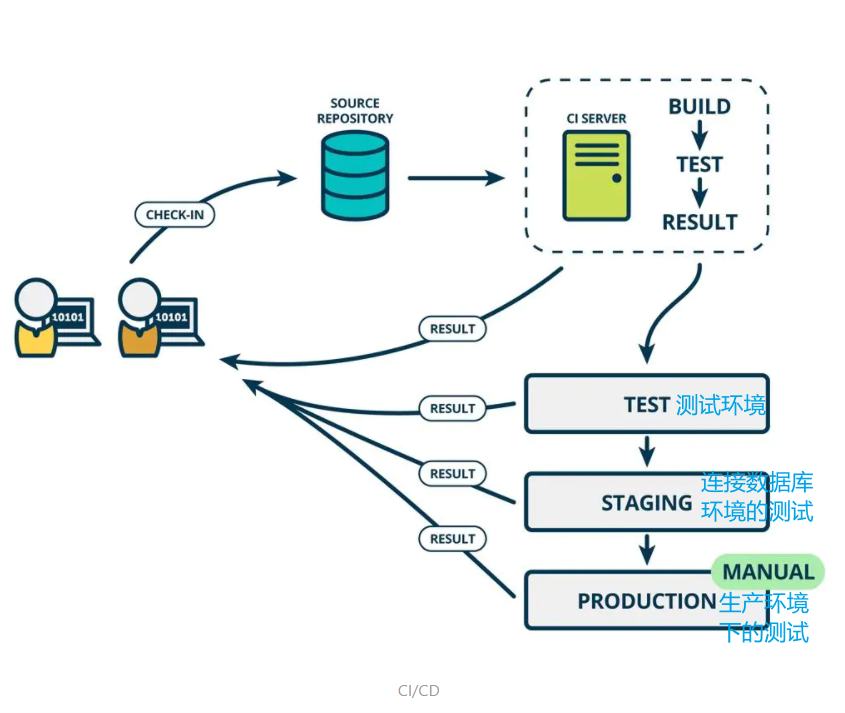 SOURCE
REPOSITORY
CI SERVER
BUILD
TEST
RESULT
CHECK-IN
10101
10101
RESULT
RESULT
TEST 测试环境
RESULT
STAGING
连接数据库
环境的测试
RESULT
MANUAL
PRODUCTION
生产环境
下的测试
CI/CD